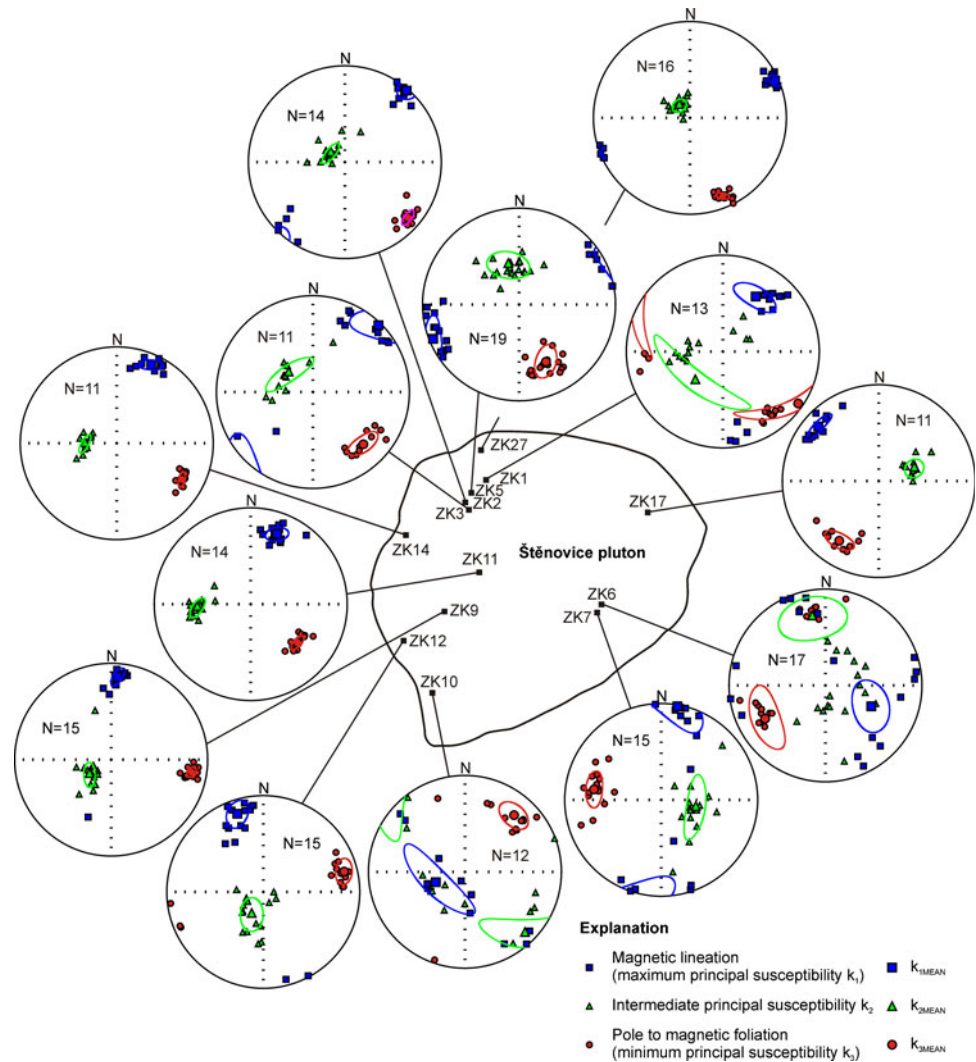 N
N=14
N
N=16
N
N=19
N
N=13
N
N=11
N
N=11
N
N=11
N
N=14
N
N=15
N
N=15
N
N=12
N
N=15
N
N=17
ZK27
ZK1
ZK5
ZK2
ZK3
ZK17
ZK14
Štěnovice pluton
ZK11
ZK6
ZK9
ZK7
ZK12
ZK10
Explanation
Magnetic lineation
(maximum principal susceptibility k₁)
k₁MEAN
Intermediate principal susceptibility k₂
k₂MEAN
Pole to magnetic foliation
(minimum principal susceptibility k₃)
k₃MEAN